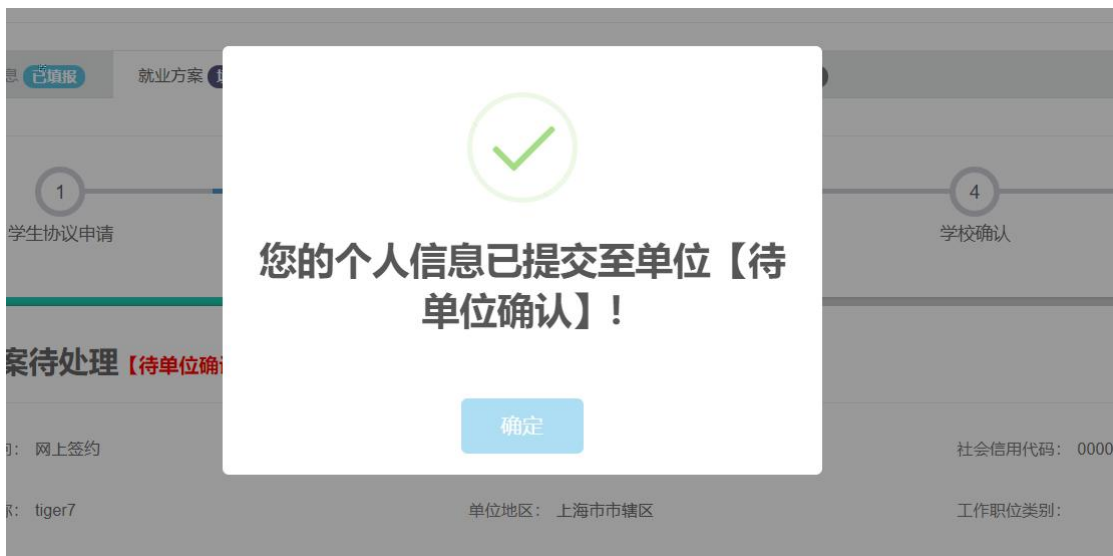 息 已填报 就业方案
1 4
学生协议申请 学校确认
您的个人信息已提交至单位【待
单位确认】!
案待处理【待单位确认
确定
网上签约 社会信用代码: 0000
tiger7 单位地区: 上海市市辖区 工作职位类别: